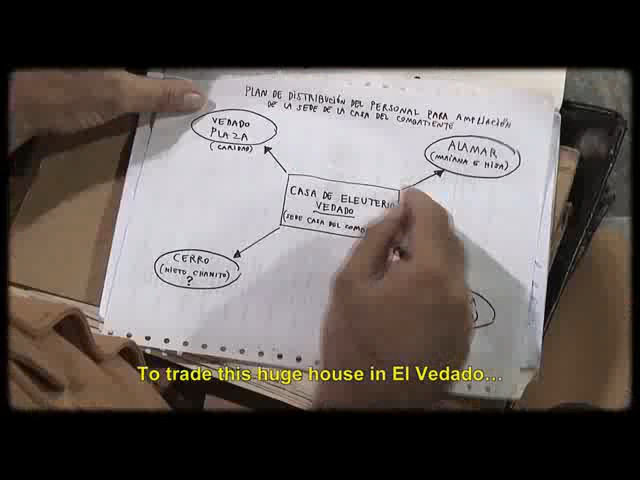 PLAN DE DISTRIBUCIÓN DEL PERSONAL PARA AMPLIACIÓN
DE LA SEDE DE LA CASA DEL COMBATIENTE
VEDADO
PLAZA
(CARIDAD)
ALAMAR
(MARIANA E HIJA)
CASA DE ELEUTERIO
VEDADO
(SEDE CASA DEL COMB
CERRO
(NIETO CHANITO)
?
To trade this huge house in El Vedado...